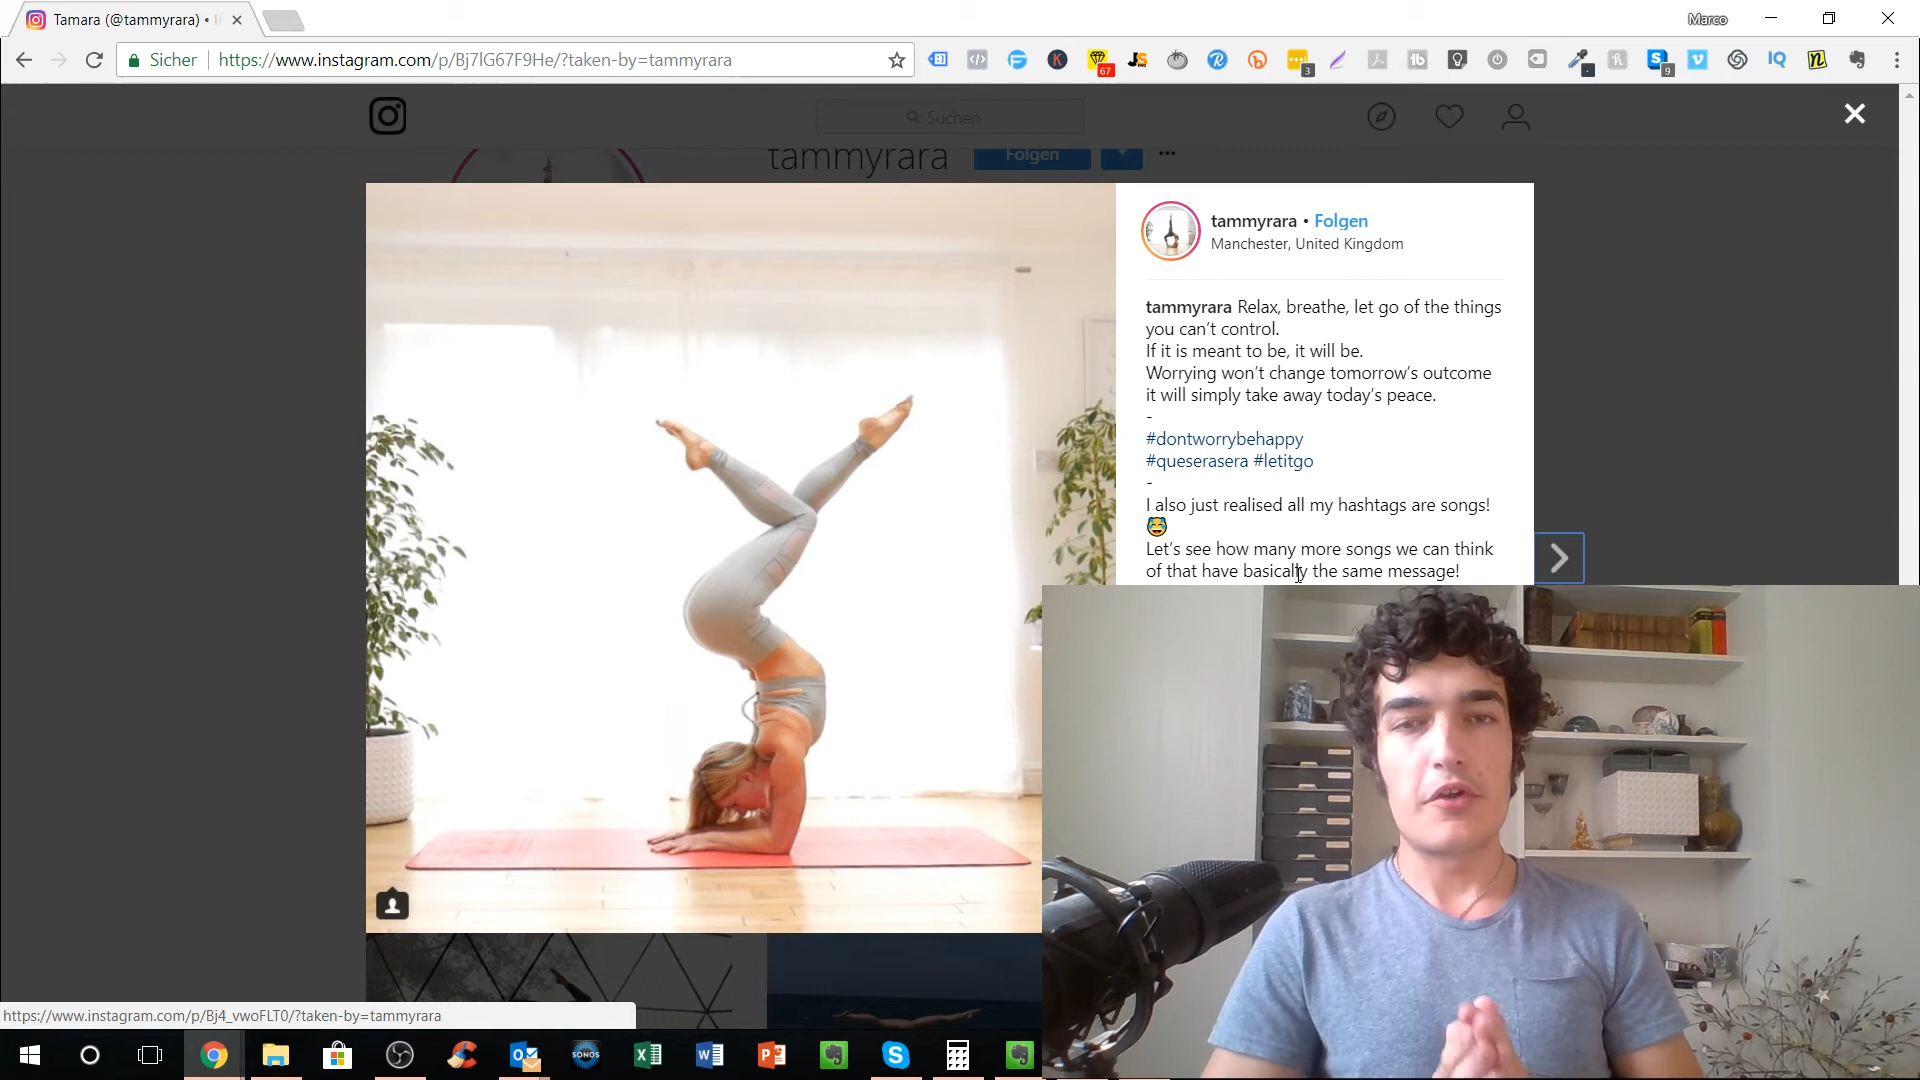 Tamara (@tammyrara) •
Marco
Sicher
https://www.instagram.com/p/Bj7lG67F9He/?taken-by=tammyrara
67
3
9
Suchen
tammyrara
Folgen
tammyrara • Folgen
Manchester, United Kingdom
tammyrara Relax, breathe, let go of the things
you can't control.
If it is meant to be, it will be.
Worrying won't change tomorrow's outcome
it will simply take away today's peace.
-
#dontworrybehappy
#queserasera #letitgo
-
I also just realised all my hashtags are songs!
Let's see how many more songs we can think
of that have basically the same message!
https://www.instagram.com/p/Bj4_vwoFLT0/?taken-by=tammyrara
SONOS